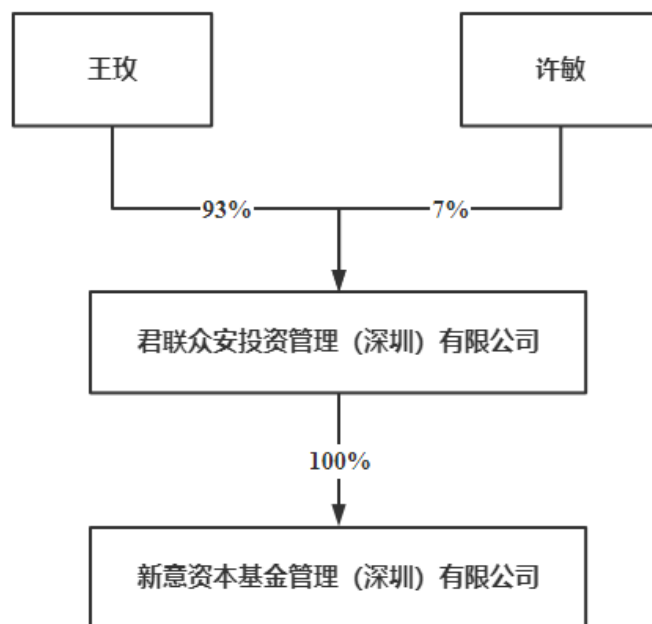 王玫
许敏
93%
7%
君联众安投资管理（深圳）有限公司
100%
新意资本基金管理（深圳）有限公司